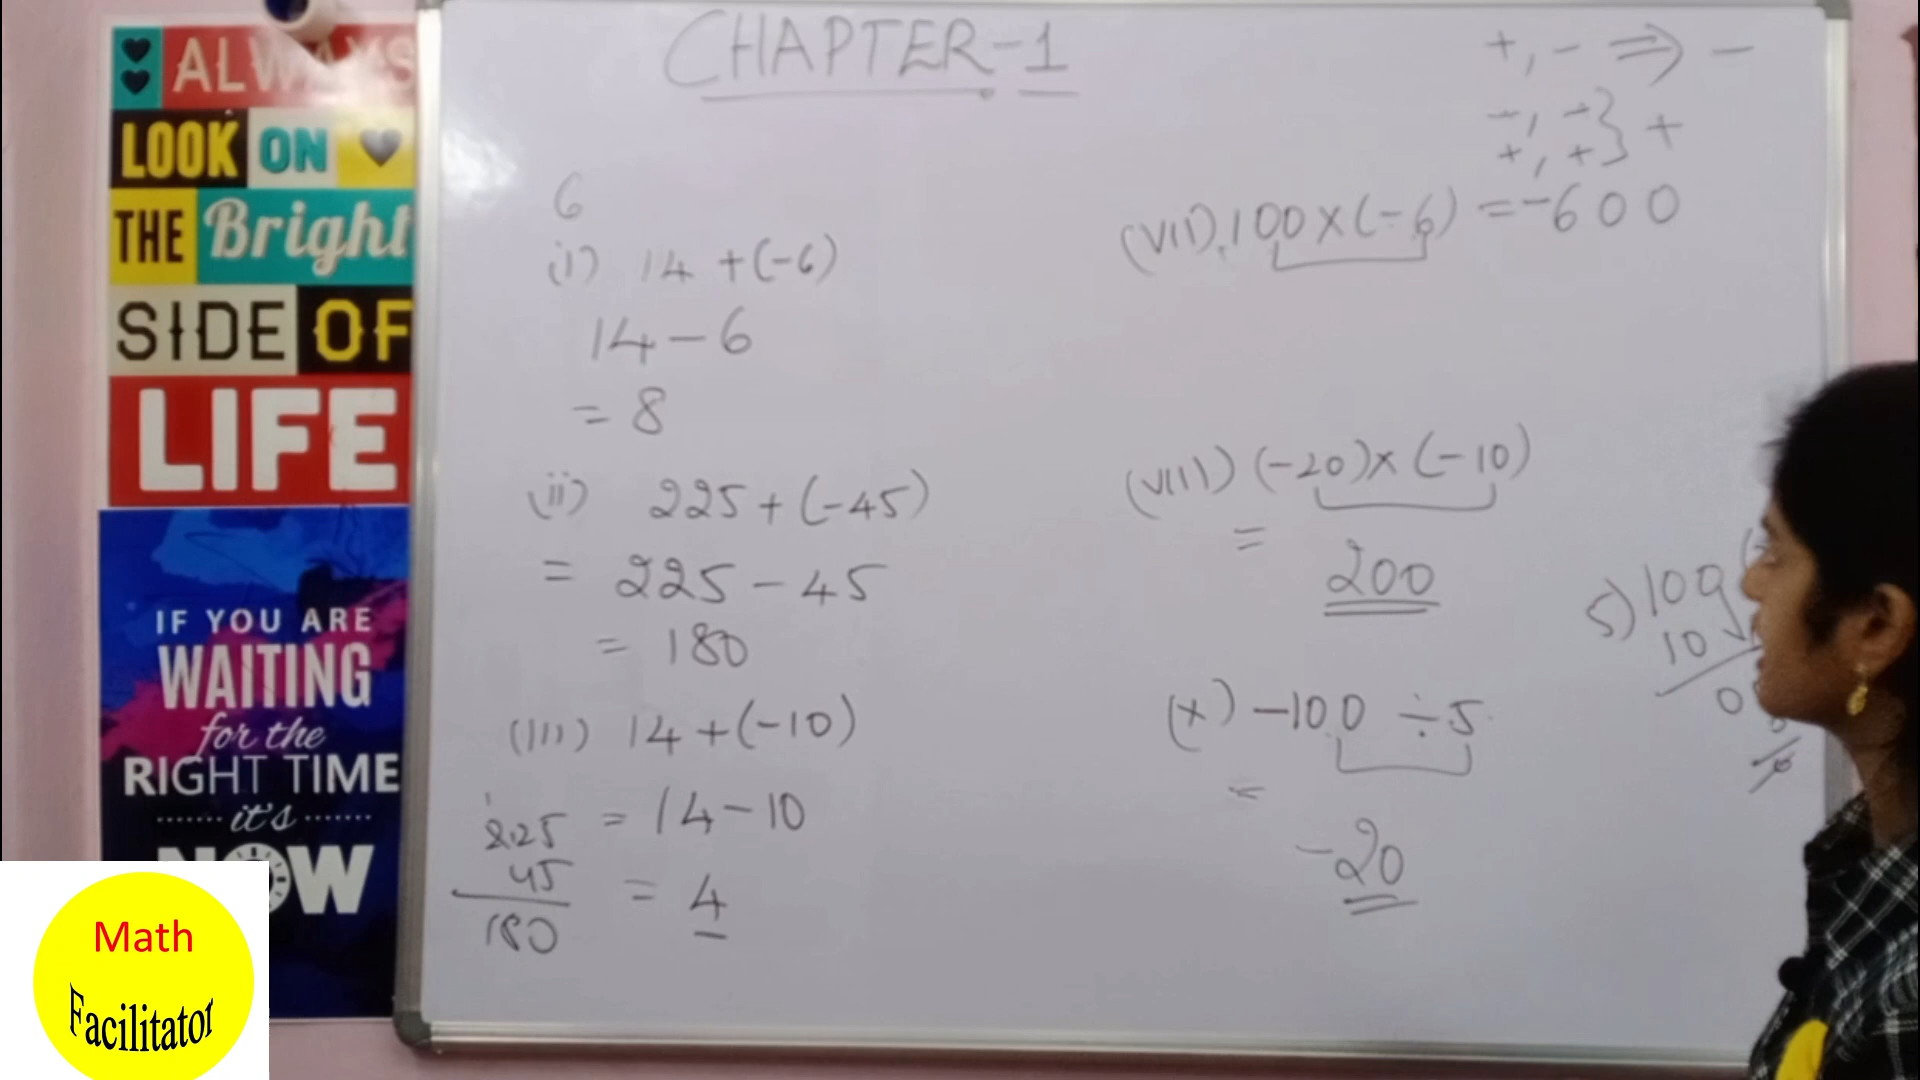 ALWAYS
LOOK ON
THE Bright
SIDE OF
LIFE
IF YOU ARE
WAITING
for the
RIGHT TIME
it's
NOW
Math
Facilitator
CHAPTER-1
6
(i) 14 + (-6)
14 - 6
= 8
(ii) 225 + (-45)
= 225 - 45
= 180
(iii) 14 + (-10)
= 14 - 10
= 4
225
45
180
+, - ⇒ -
-, - } +
+, +
(vii) 100 × (-6) = -600
(viii) (-20) × (-10)
=
200
(x) -100 ÷ 5
=
-20
5) 100
10
0